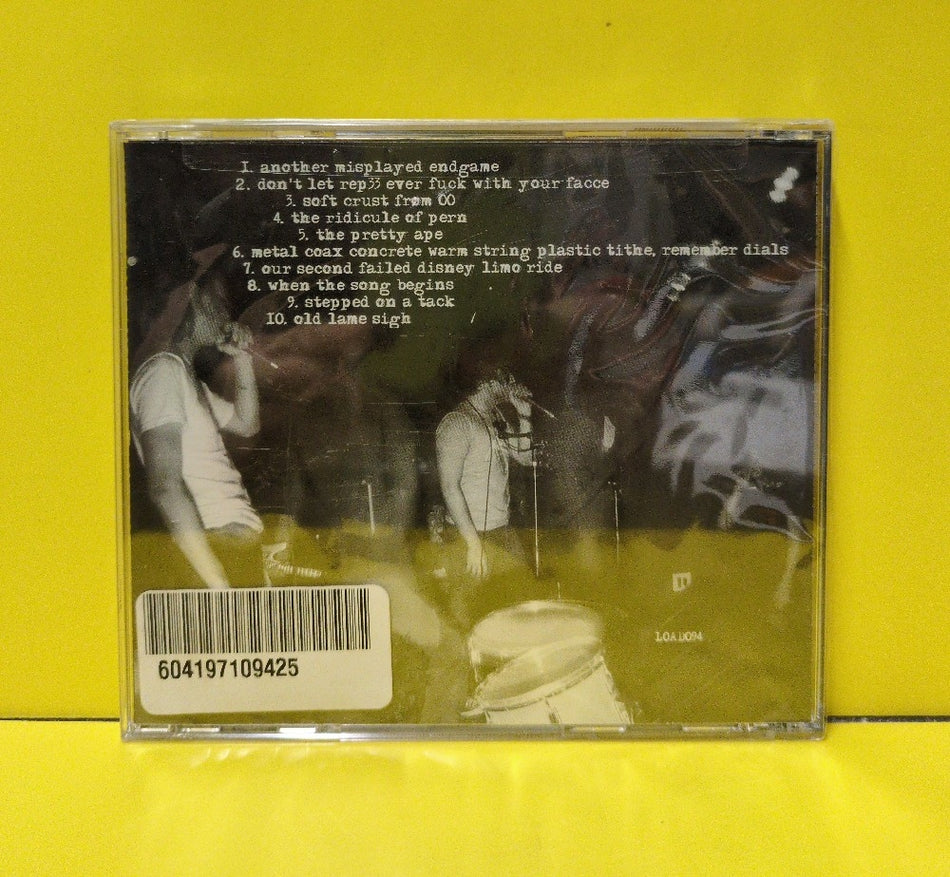 1. another misplayed endgame
2. don't let rep33 ever fuck with your facce
3. soft crust from 00
4. the ridicule of pern
5. the pretty ape
6. metal coax concrete warm string plastic tithe, remember dials
7. our second failed disney limo ride
8. when the song begins
9. stepped on a tack
10. old lame sigh
LOAD094
604197109425